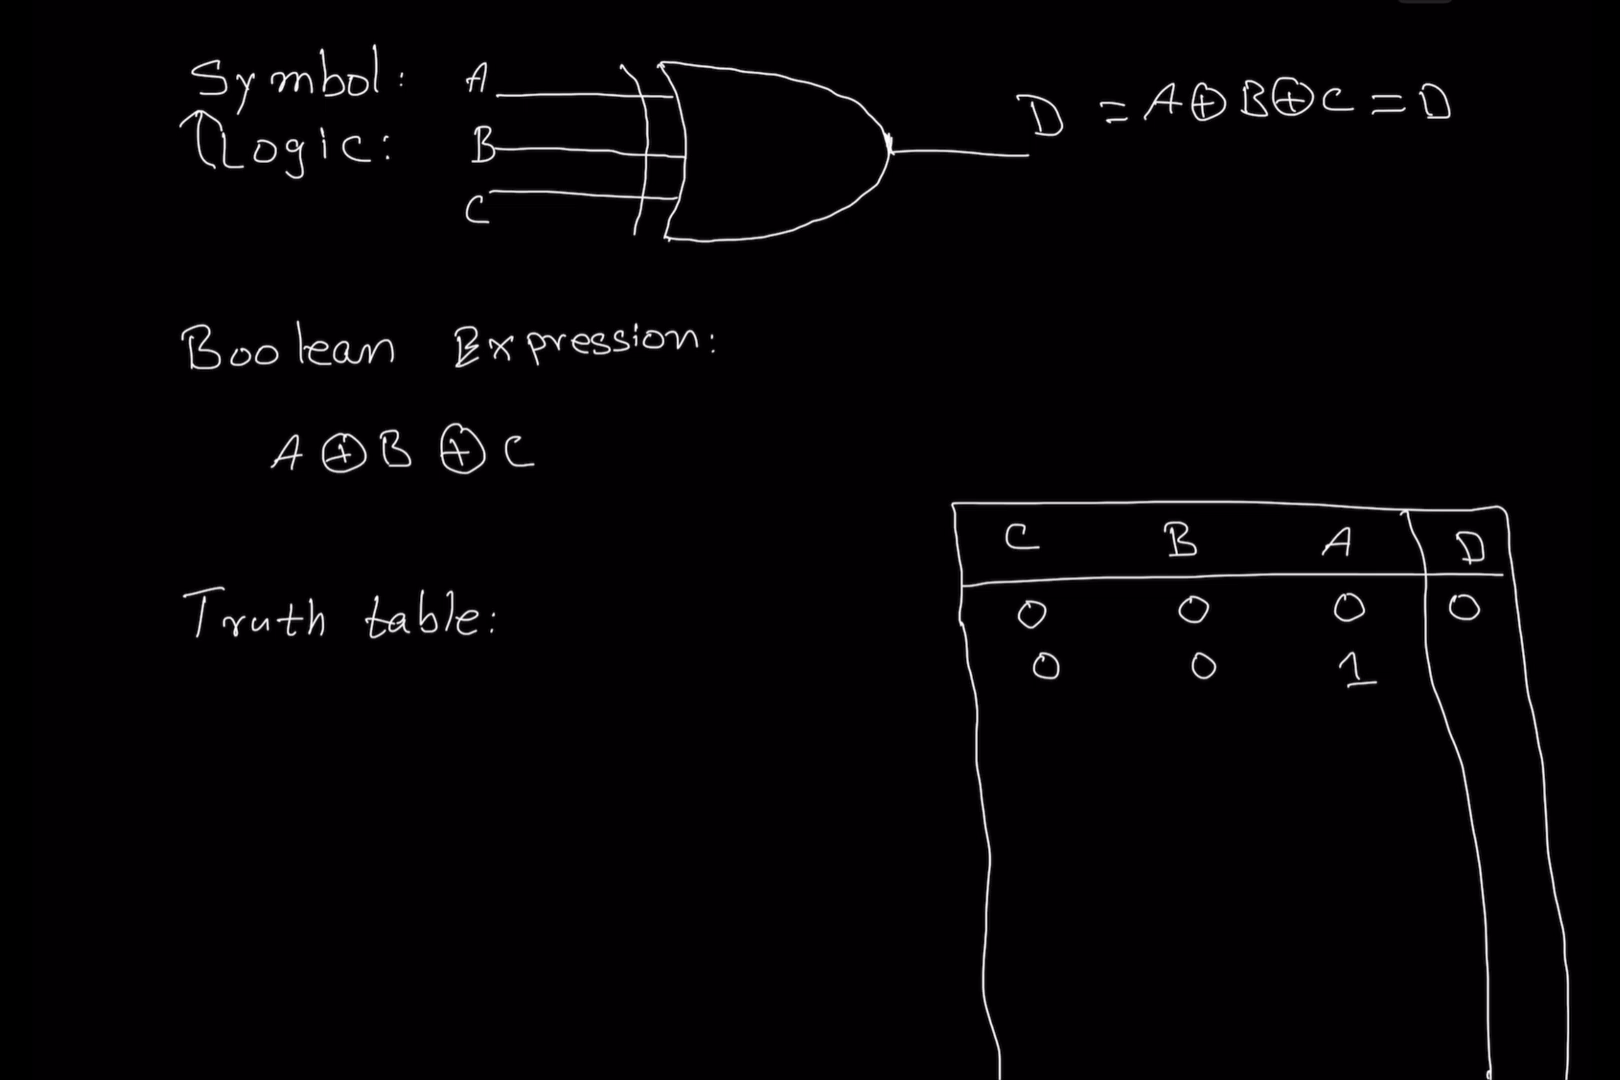 Symbol: A
D = A⊕B⊕C = D
Logic: B
C
Boolean Expression:
A ⊕ B ⊕ C
Truth table:
C B A D
0 0 0 0
0 0 1